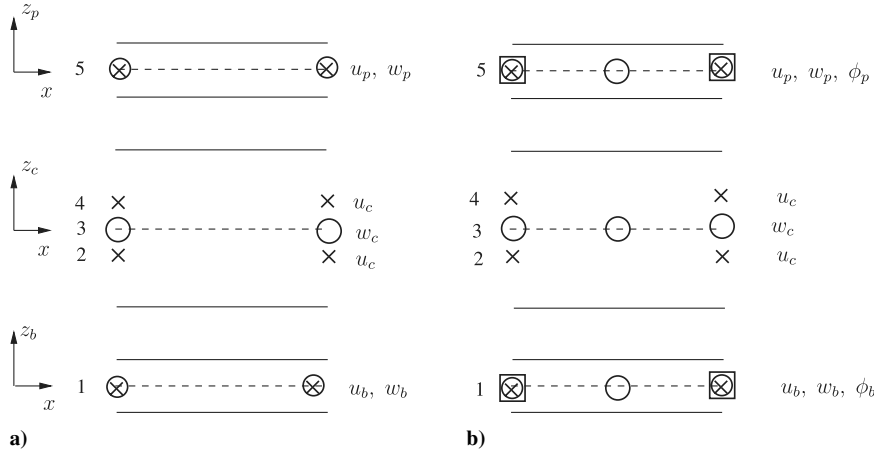 z_p
x
5
u_p, w_p
z_c
x
4
3
2
u_c
w_c
u_c
z_b
x
1
u_b, w_b
a)
5
u_p, w_p, ϕ_p
4
3
2
u_c
w_c
u_c
1
u_b, w_b, ϕ_b
b)